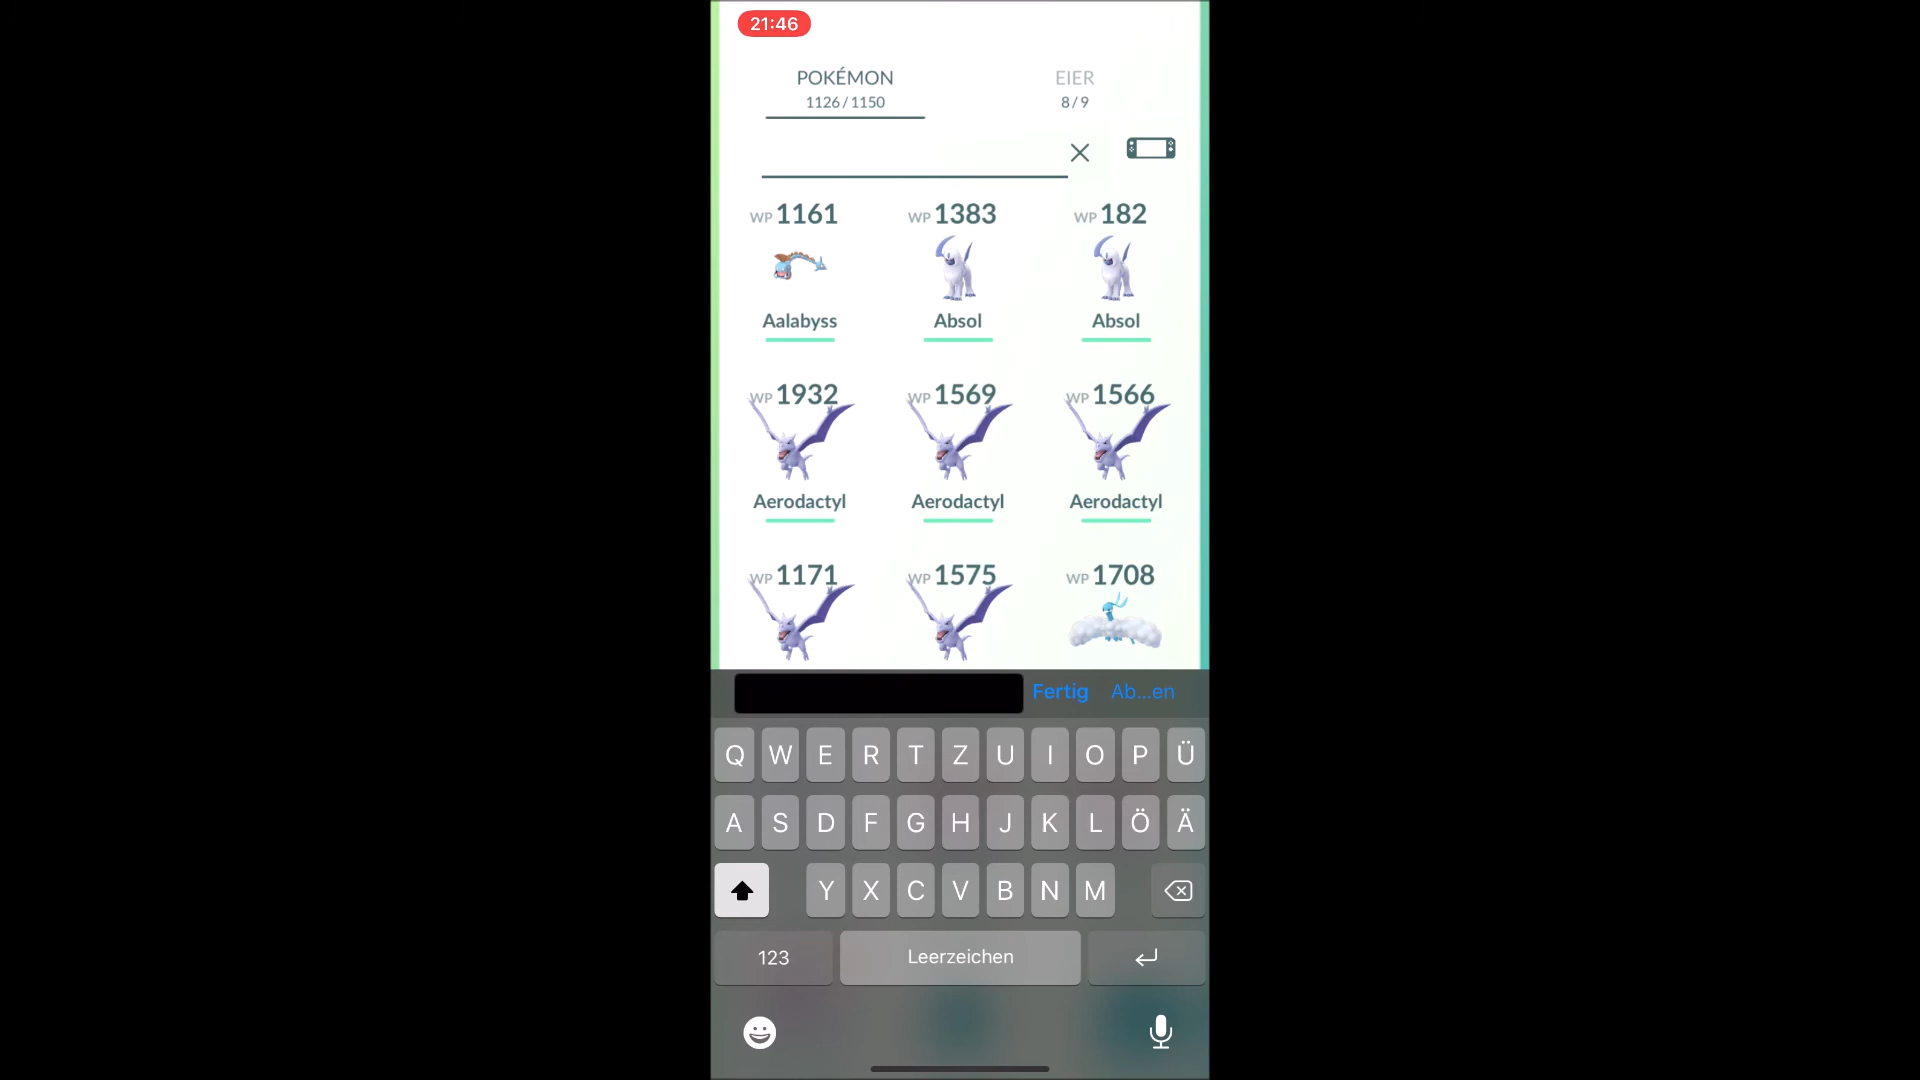 21:46
POKÉMON EIER
1126 / 1150 8 / 9
WP 1161 WP 1383 WP 182
Aalabyss Absol Absol
WP 1932 WP 1569 WP 1566
Aerodactyl Aerodactyl Aerodactyl
WP 1171 WP 1575 WP 1708
Fertig Ab...en
Q W E R T Z U I O P Ü
A S D F G H J K L Ö Ä
Y X C V B N M
123 Leerzeichen